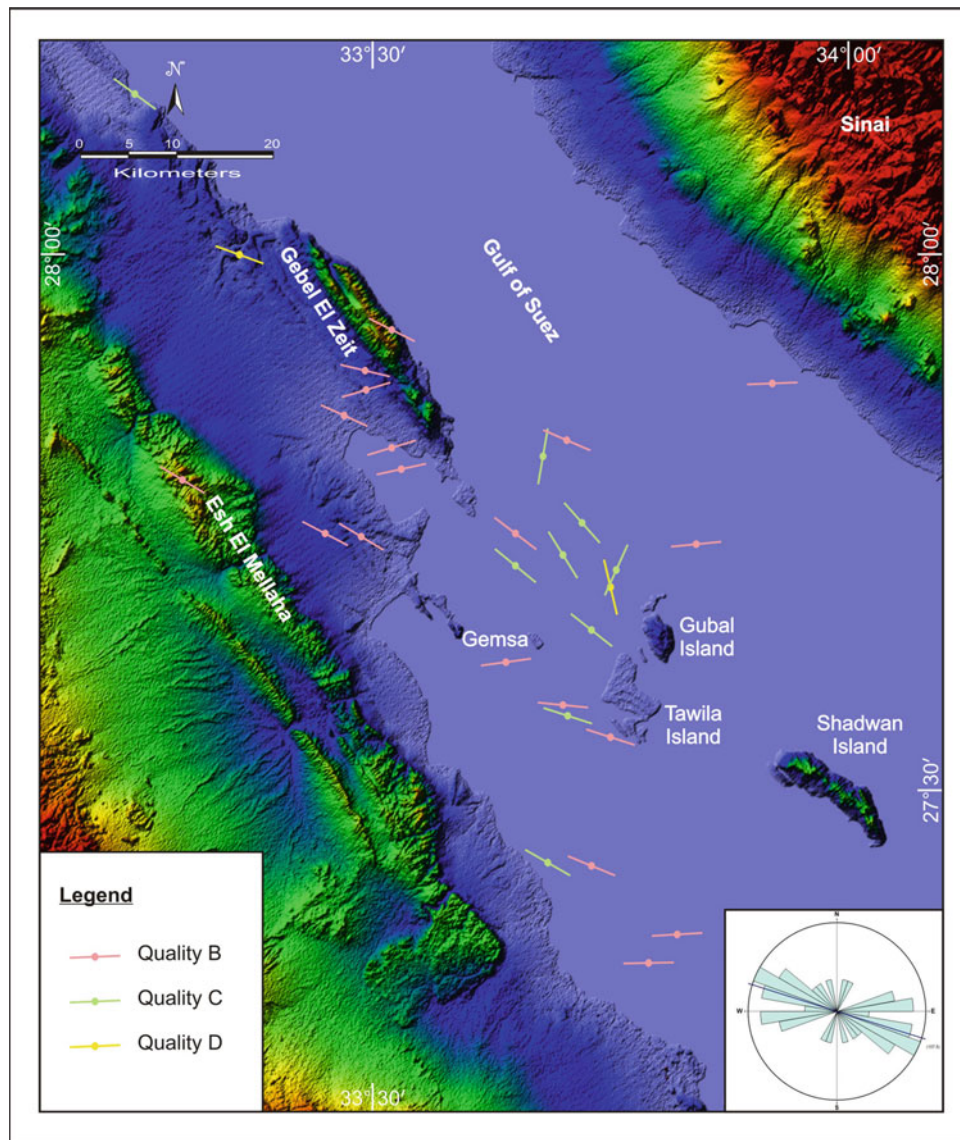 33°30′
34°00′
N
Sinai
0 5 10 20
Kilometers
28°00′
28°00′
Gulf of Suez
Gebel El Zeit
Esh El Mellaha
Gemsa
Gubal
Island
Tawila
Island
Shadwan
Island
27°30′
Legend
Quality B
Quality C
Quality D
N
W
E
S
33°30′